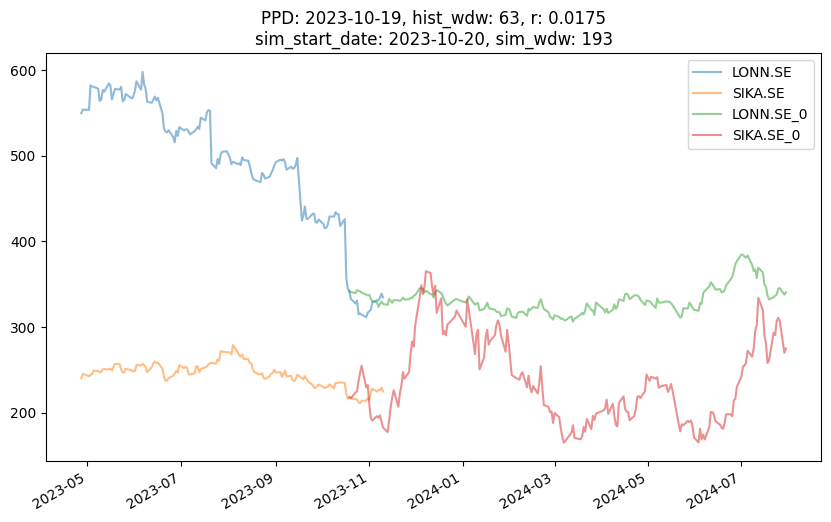 PPD: 2023-10-19, hist_wdw: 63, r: 0.0175
sim_start_date: 2023-10-20, sim_wdw: 193
LONN.SE
SIKA.SE
LONN.SE_0
SIKA.SE_0
600
500
400
300
200
2023-05
2023-07
2023-09
2023-11
2024-01
2024-03
2024-05
2024-07